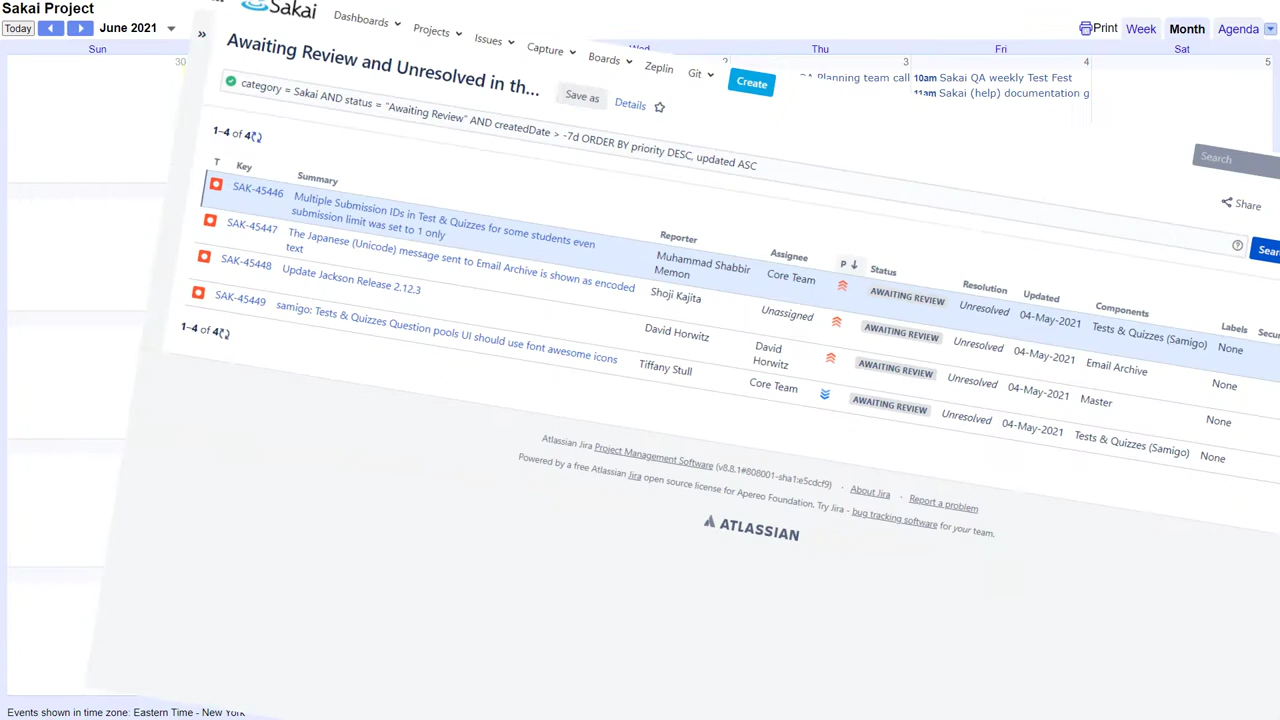 Sakai Project
Today
June 2021
Print
Week
Month
Agenda
Sun
Wed
Thu
Fri
Sat
30
2
3
4
5
QA Planning team call
10am Sakai QA weekly Test Fest
11am Sakai (help) documentation g
Sakai
Dashboards
Projects
Issues
Capture
Boards
Zeplin
Git
Create
Search
» Awaiting Review and Unresolved in th...
Save as
Details
Share
category = Sakai AND status = "Awaiting Review" AND createdDate > -7d ORDER BY priority DESC, updated ASC
Sear
1–4 of 4
T Key Summary Reporter Assignee P ↓ Status Resolution Updated Components Labels Secu
SAK-45446 Multiple Submission IDs in Test & Quizzes for some students even
submission limit was set to 1 only
Muhammad Shabbir
Memon
Core Team AWAITING REVIEW Unresolved 04-May-2021 Tests & Quizzes (Samigo) None
SAK-45447 The Japanese (Unicode) message sent to Email Archive is shown as encoded
text
Shoji Kajita Unassigned AWAITING REVIEW Unresolved 04-May-2021 Email Archive None
SAK-45448 Update Jackson Release 2.12.3 David Horwitz David
Horwitz
AWAITING REVIEW Unresolved 04-May-2021 Master None
SAK-45449 samigo: Tests & Quizzes Question pools UI should use font awesome icons Tiffany Stull Core Team AWAITING REVIEW Unresolved 04-May-2021 Tests & Quizzes (Samigo) None
1–4 of 4
Atlassian Jira Project Management Software (v8.8.1#808001-sha1:e5cdcf9) · About Jira · Report a problem
Powered by a free Atlassian Jira open source license for Apereo Foundation. Try Jira - bug tracking software for your team.
ATLASSIAN
Events shown in time zone: Eastern Time - New York